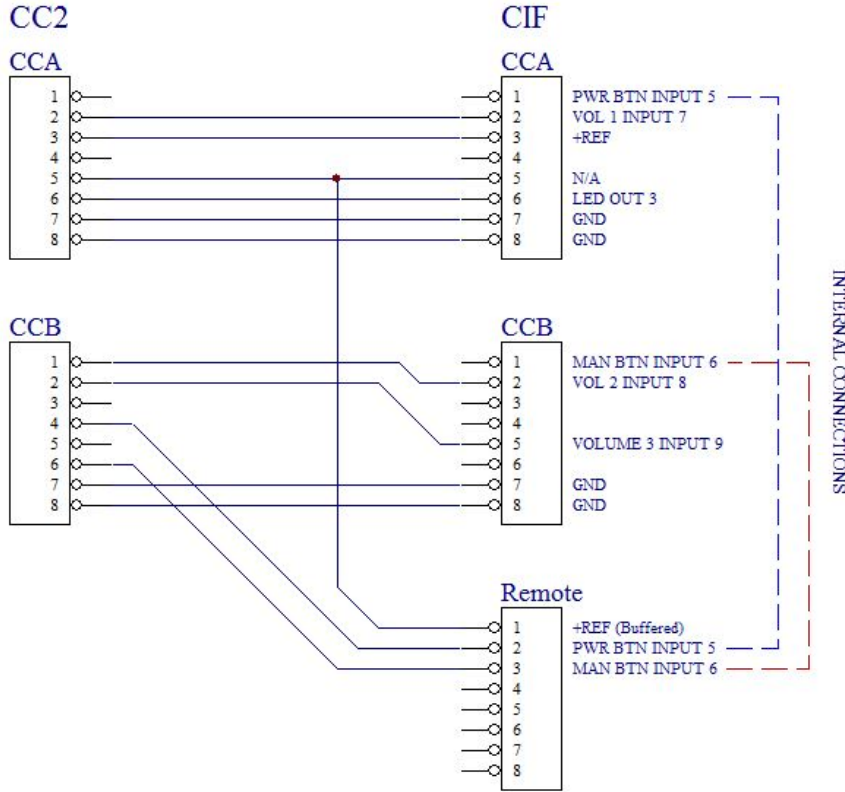 CC2
CIF
CCA
CCA
1
1
PWR BTN INPUT 5
2
2
VOL 1 INPUT 7
3
3
+REF
4
4
5
5
N/A
6
6
LED OUT 3
7
7
GND
8
8
GND
INTERNAL CONNECTIONS
CCB
CCB
1
1
MAN BTN INPUT 6
2
2
VOL 2 INPUT 8
3
3
4
4
5
5
VOLUME 3 INPUT 9
6
6
7
7
GND
8
8
GND
Remote
1
+REF (Buffered)
2
PWR BTN INPUT 5
3
MAN BTN INPUT 6
4
5
6
7
8